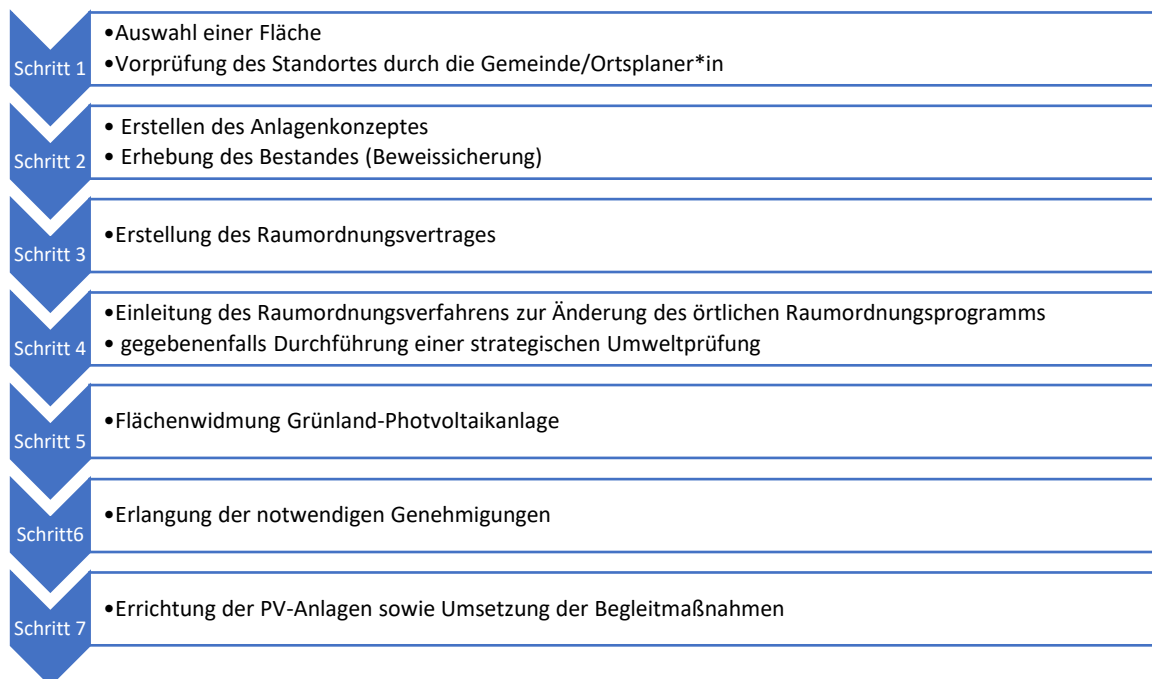 Schritt 1
•Auswahl einer Fläche
•Vorprüfung des Standortes durch die Gemeinde/Ortsplaner*in
Schritt 2
• Erstellen des Anlagenkonzeptes
• Erhebung des Bestandes (Beweissicherung)
Schritt 3
•Erstellung des Raumordnungsvertrages
Schritt 4
•Einleitung des Raumordnungsverfahrens zur Änderung des örtlichen Raumordnungsprogramms
• gegebenenfalls Durchführung einer strategischen Umweltprüfung
Schritt 5
•Flächenwidmung Grünland-Photvoltaikanlage
Schritt6
•Erlangung der notwendigen Genehmigungen
Schritt 7
•Errichtung der PV-Anlagen sowie Umsetzung der Begleitmaßnahmen